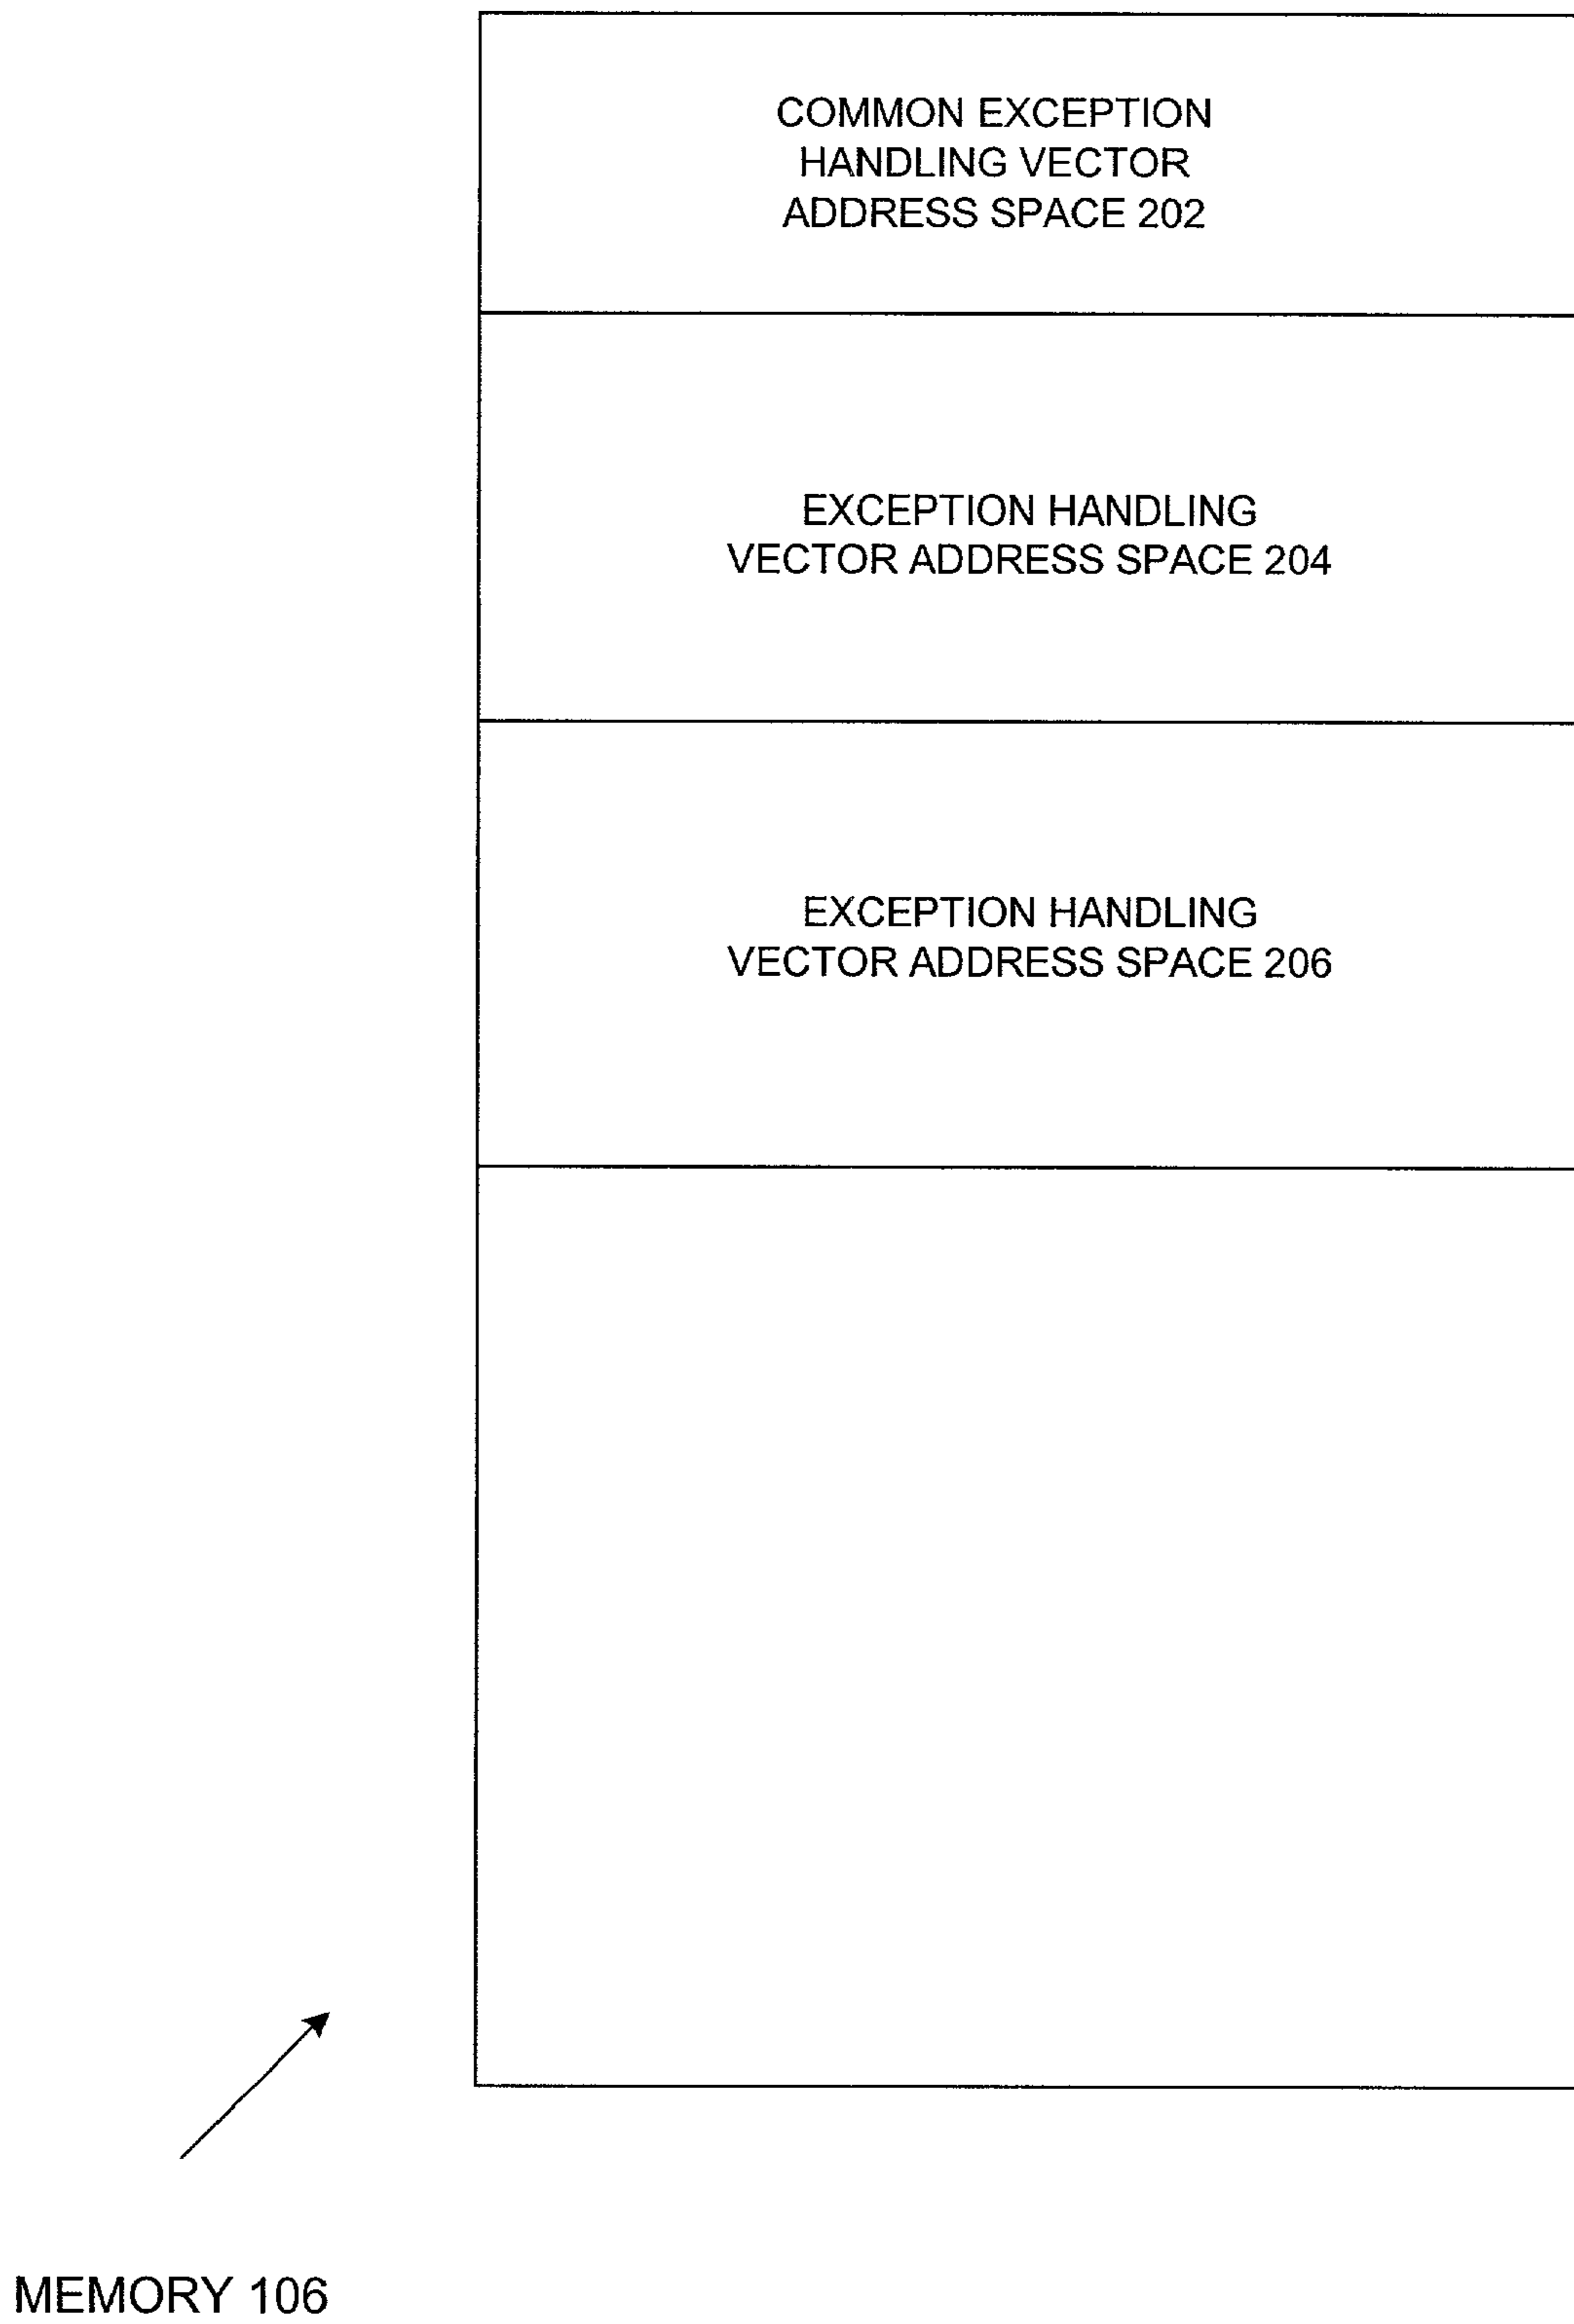 COMMON EXCEPTION
HANDLING VECTOR
ADDRESS SPACE 202
EXCEPTION HANDLING
VECTOR ADDRESS SPACE 204
EXCEPTION HANDLING
VECTOR ADDRESS SPACE 206
MEMORY 106